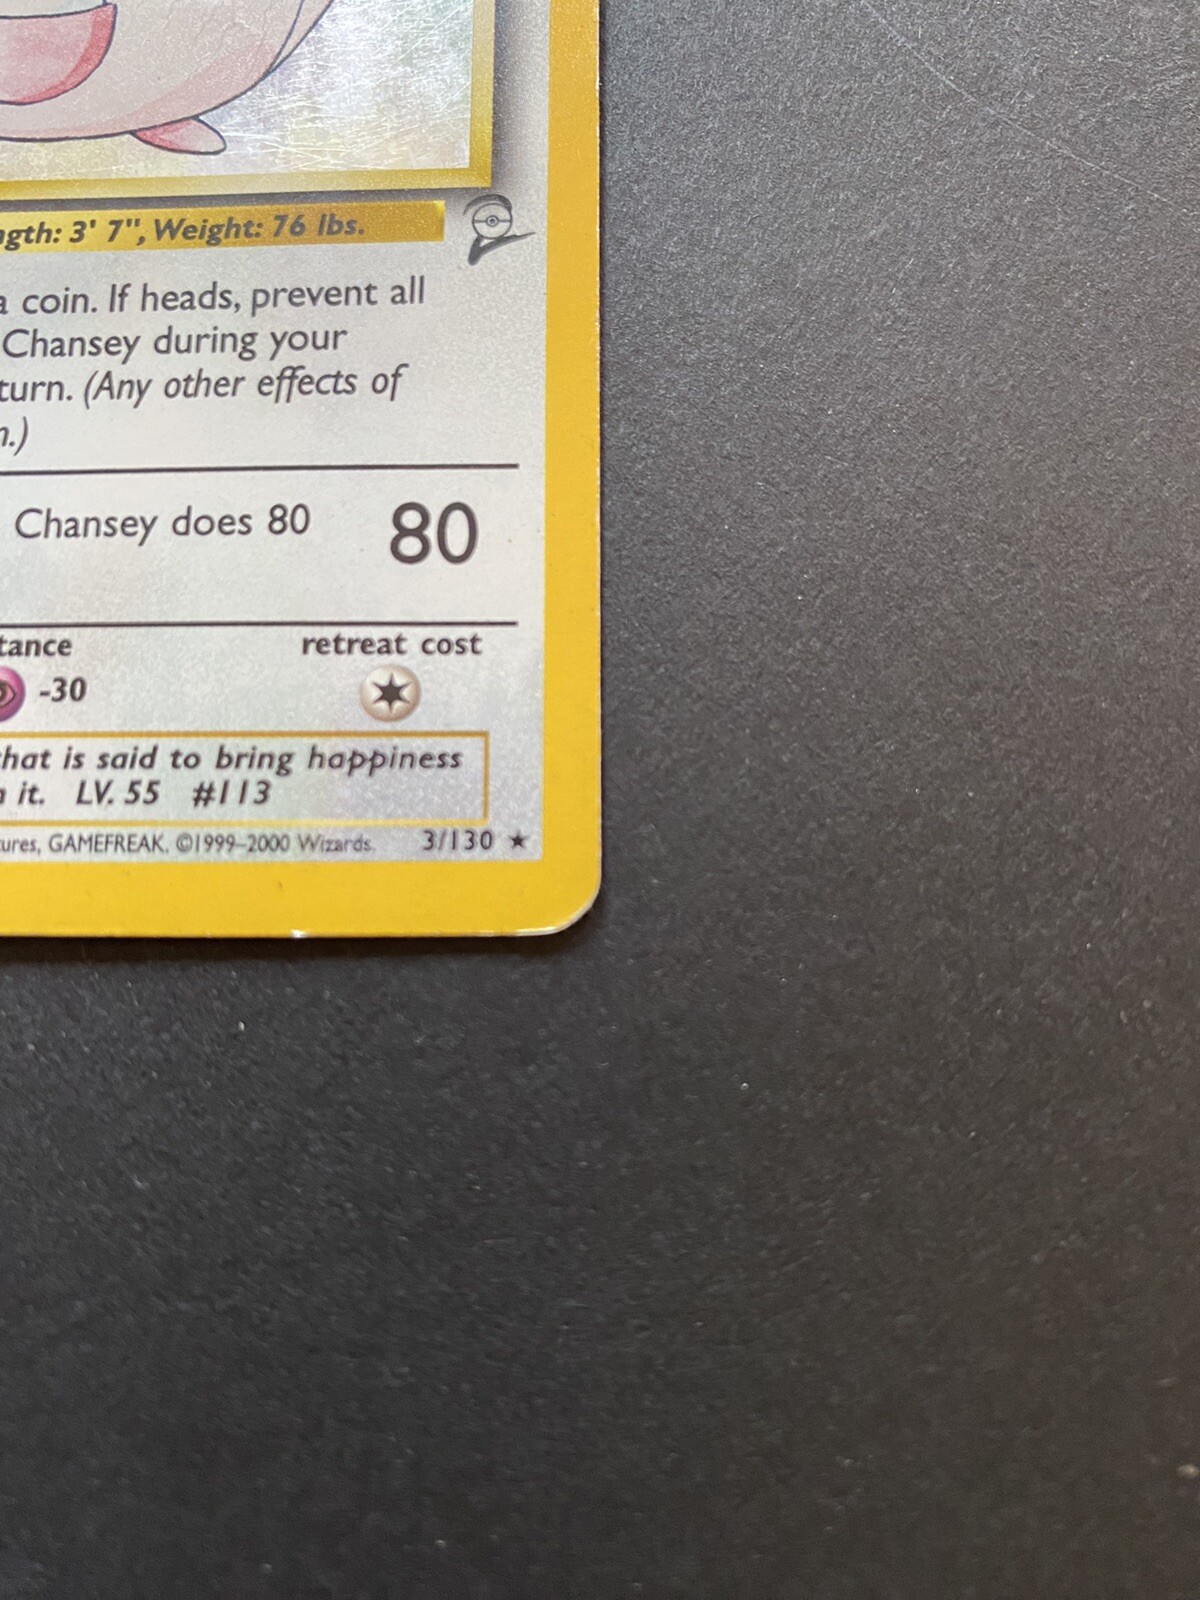 ngth: 3' 7", Weight: 76 lbs.
a coin. If heads, prevent all
Chansey during your
turn. (Any other effects of
n.)
Chansey does 80 80
tance retreat cost
-30
that is said to bring happiness
n it. LV. 55 #113
ures, GAMEFREAK. ©1999–2000 Wizards. 3/130 ★